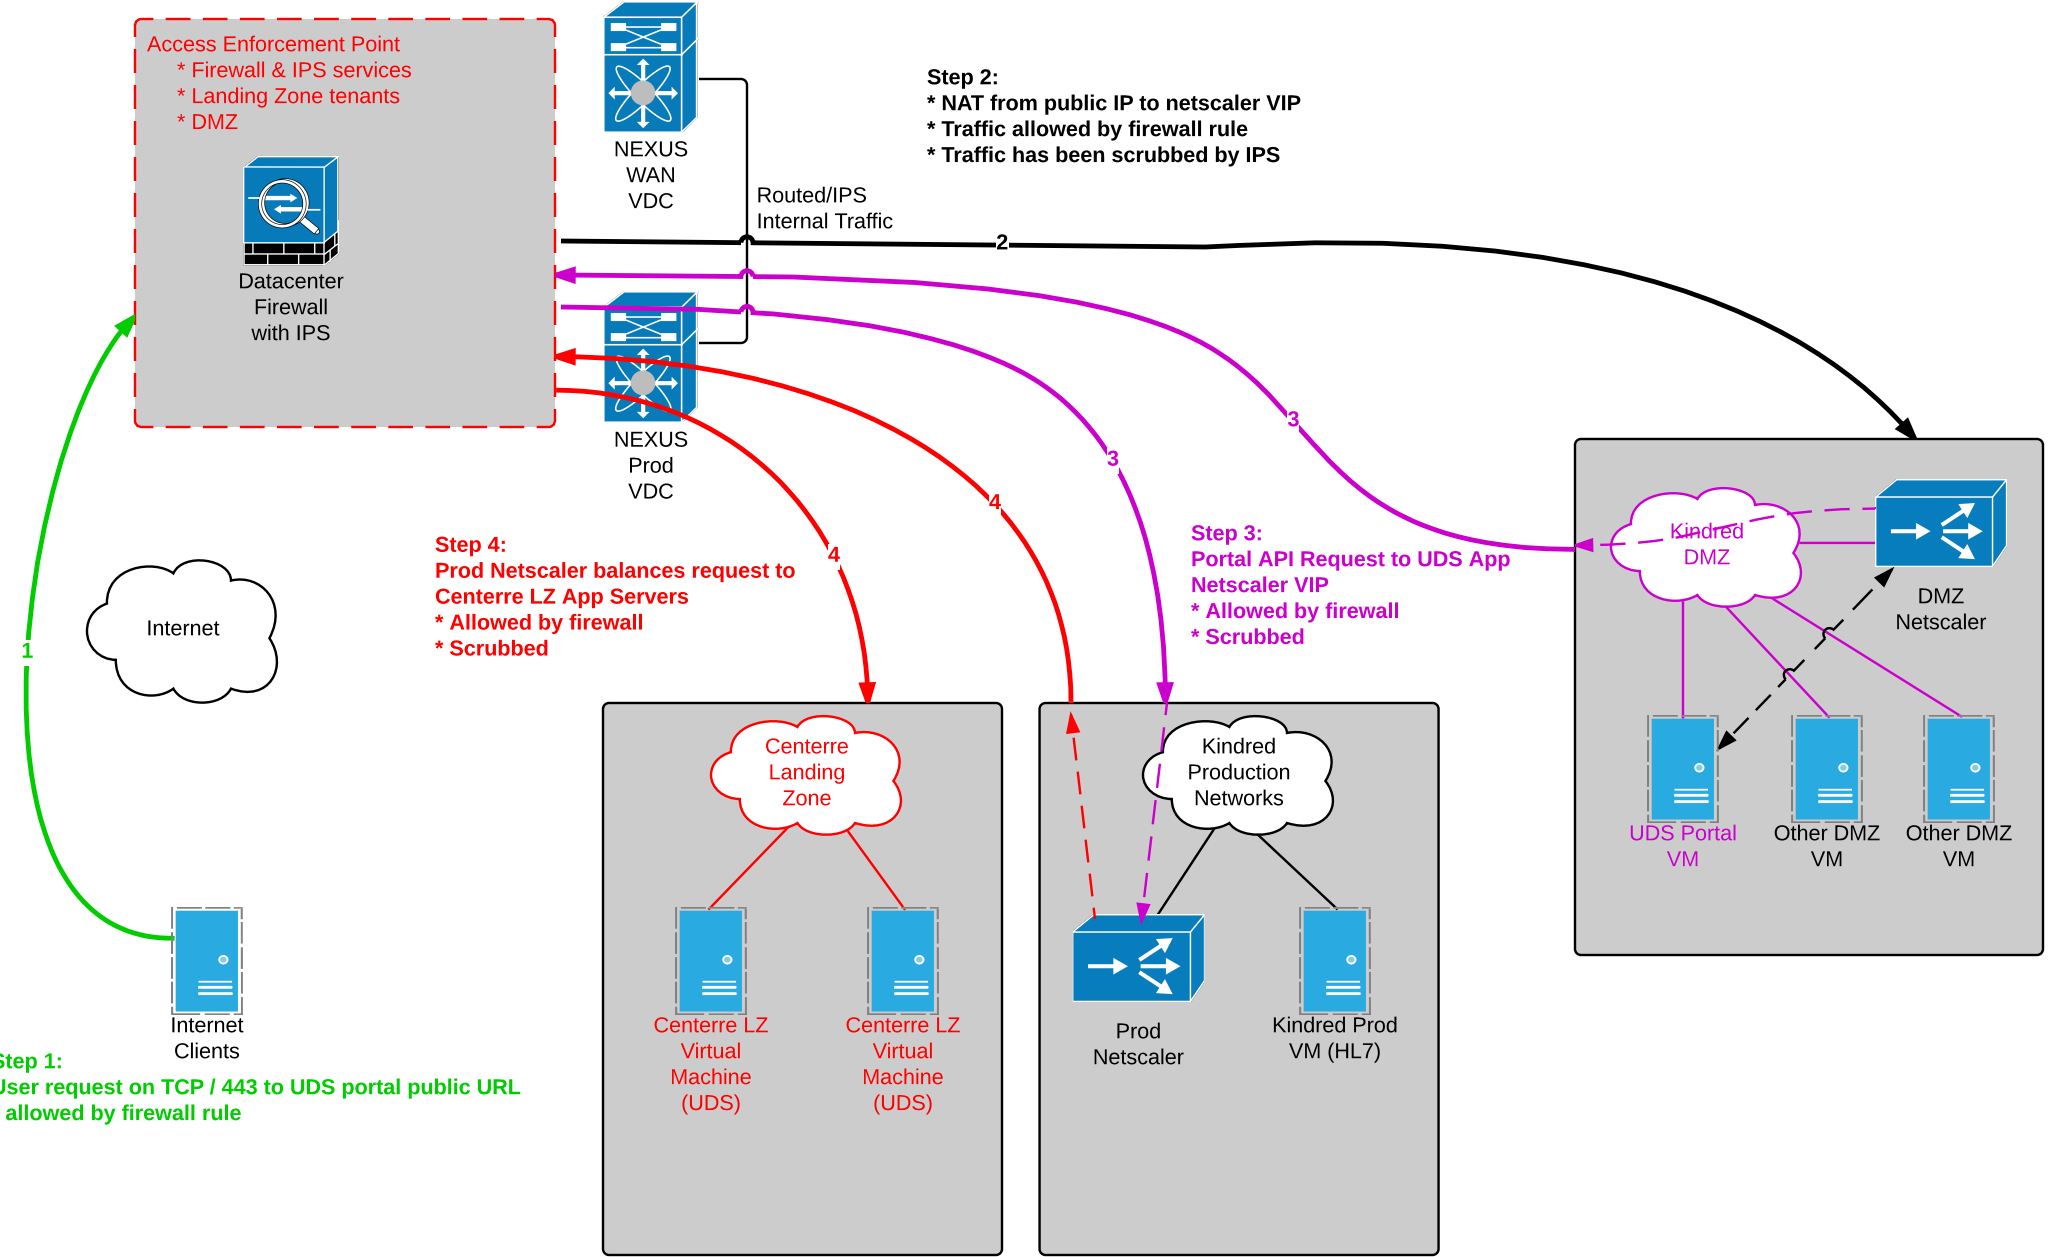 Access Enforcement Point
* Firewall & IPS services
* Landing Zone tenants
* DMZ
Datacenter
Firewall
with IPS
NEXUS
WAN
VDC
Routed/IPS
Internal Traffic
Step 2:
* NAT from public IP to netscaler VIP
* Traffic allowed by firewall rule
* Traffic has been scrubbed by IPS
2
3
3
4
4
1
NEXUS
Prod
VDC
Step 4:
Prod Netscaler balances request to
Centerre LZ App Servers
* Allowed by firewall
* Scrubbed
Step 3:
Portal API Request to UDS App
Netscaler VIP
* Allowed by firewall
* Scrubbed
Kindred
DMZ
DMZ
Netscaler
UDS Portal
VM
Other DMZ
VM
Other DMZ
VM
Internet
Internet
Clients
Step 1:
User request on TCP / 443 to UDS portal public URL
allowed by firewall rule
Centerre
Landing
Zone
Centerre LZ
Virtual
Machine
(UDS)
Centerre LZ
Virtual
Machine
(UDS)
Kindred
Production
Networks
Prod
Netscaler
Kindred Prod
VM (HL7)